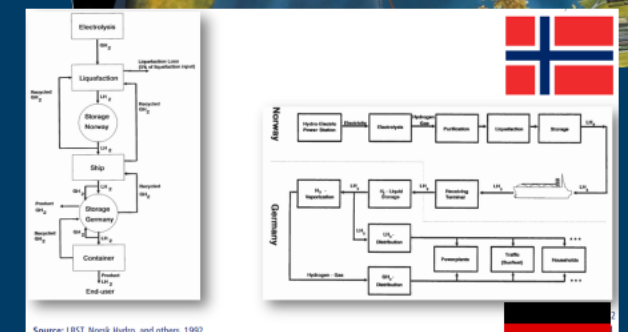 Electrolysis
GH2
Liquefaction
Liquefaction Loss
(5% of liquefaction input)
Recycled
GH2
LH2
Storage
Norway
Recycled
GH2
LH2
Ship
GH2
LH2
Recycled
GH2
Product
GH2
Storage
Germany
Recycled
GH2
GH2
LH2
Container
Product
LH2
End-user
Source: LBST, Norsk Hydro, and others, 1992
Norway
Hydro-Electric
Power Station
Electricity
Electrolysis
Hydrogen
Gas
Purification
Liquefaction
Storage
LH2
Germany
H2 -
Vaporization
LH2
H2 - Liquid
Storage
LH2
Receiving
Terminal
LH2
LH2
LH2
LH2 -
Distribution
Powerplants
Traffic
Households
Hydrogen - Gas
GH2 -
Distribution